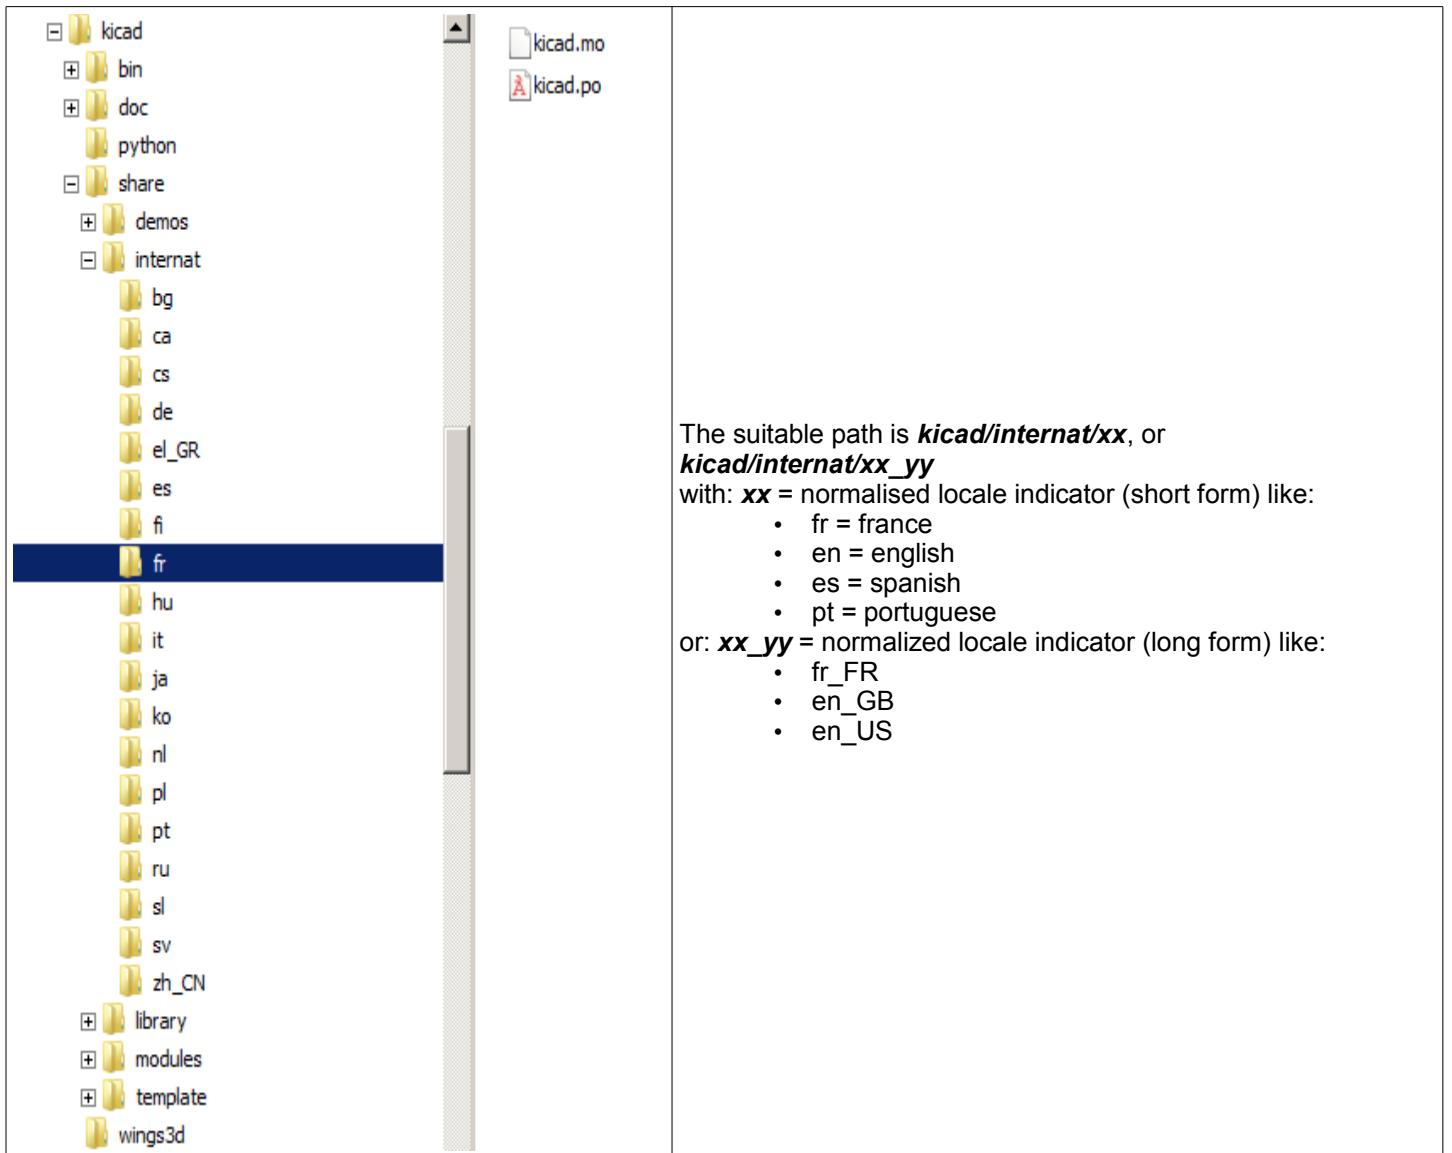 kicad
bin
doc
python
share
demos
internat
bg
ca
cs
de
el_GR
es
fi
fr
hu
it
ja
ko
nl
pl
pt
ru
sl
sv
zh_CN
library
modules
template
wings3d
kicad.mo
kicad.po
The suitable path is kicad/internat/xx, or
kicad/internat/xx_yy
with: xx = normalised locale indicator (short form) like:
• fr = france
• en = english
• es = spanish
• pt = portuguese
or: xx_yy = normalized locale indicator (long form) like:
• fr_FR
• en_GB
• en_US